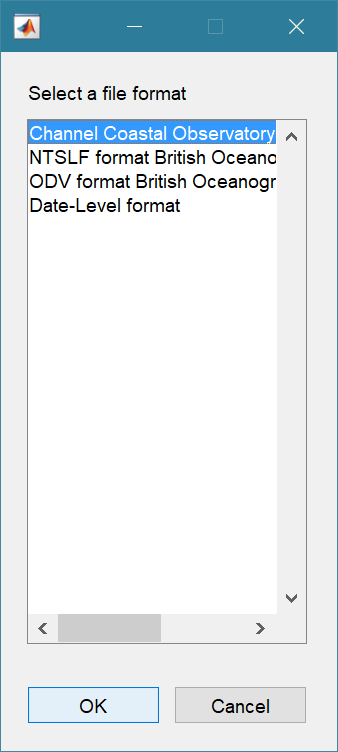 Select a file format
Channel Coastal Observatory
NTSLF format British Oceano
ODV format British Oceanogr
Date-Level format
OK
Cancel